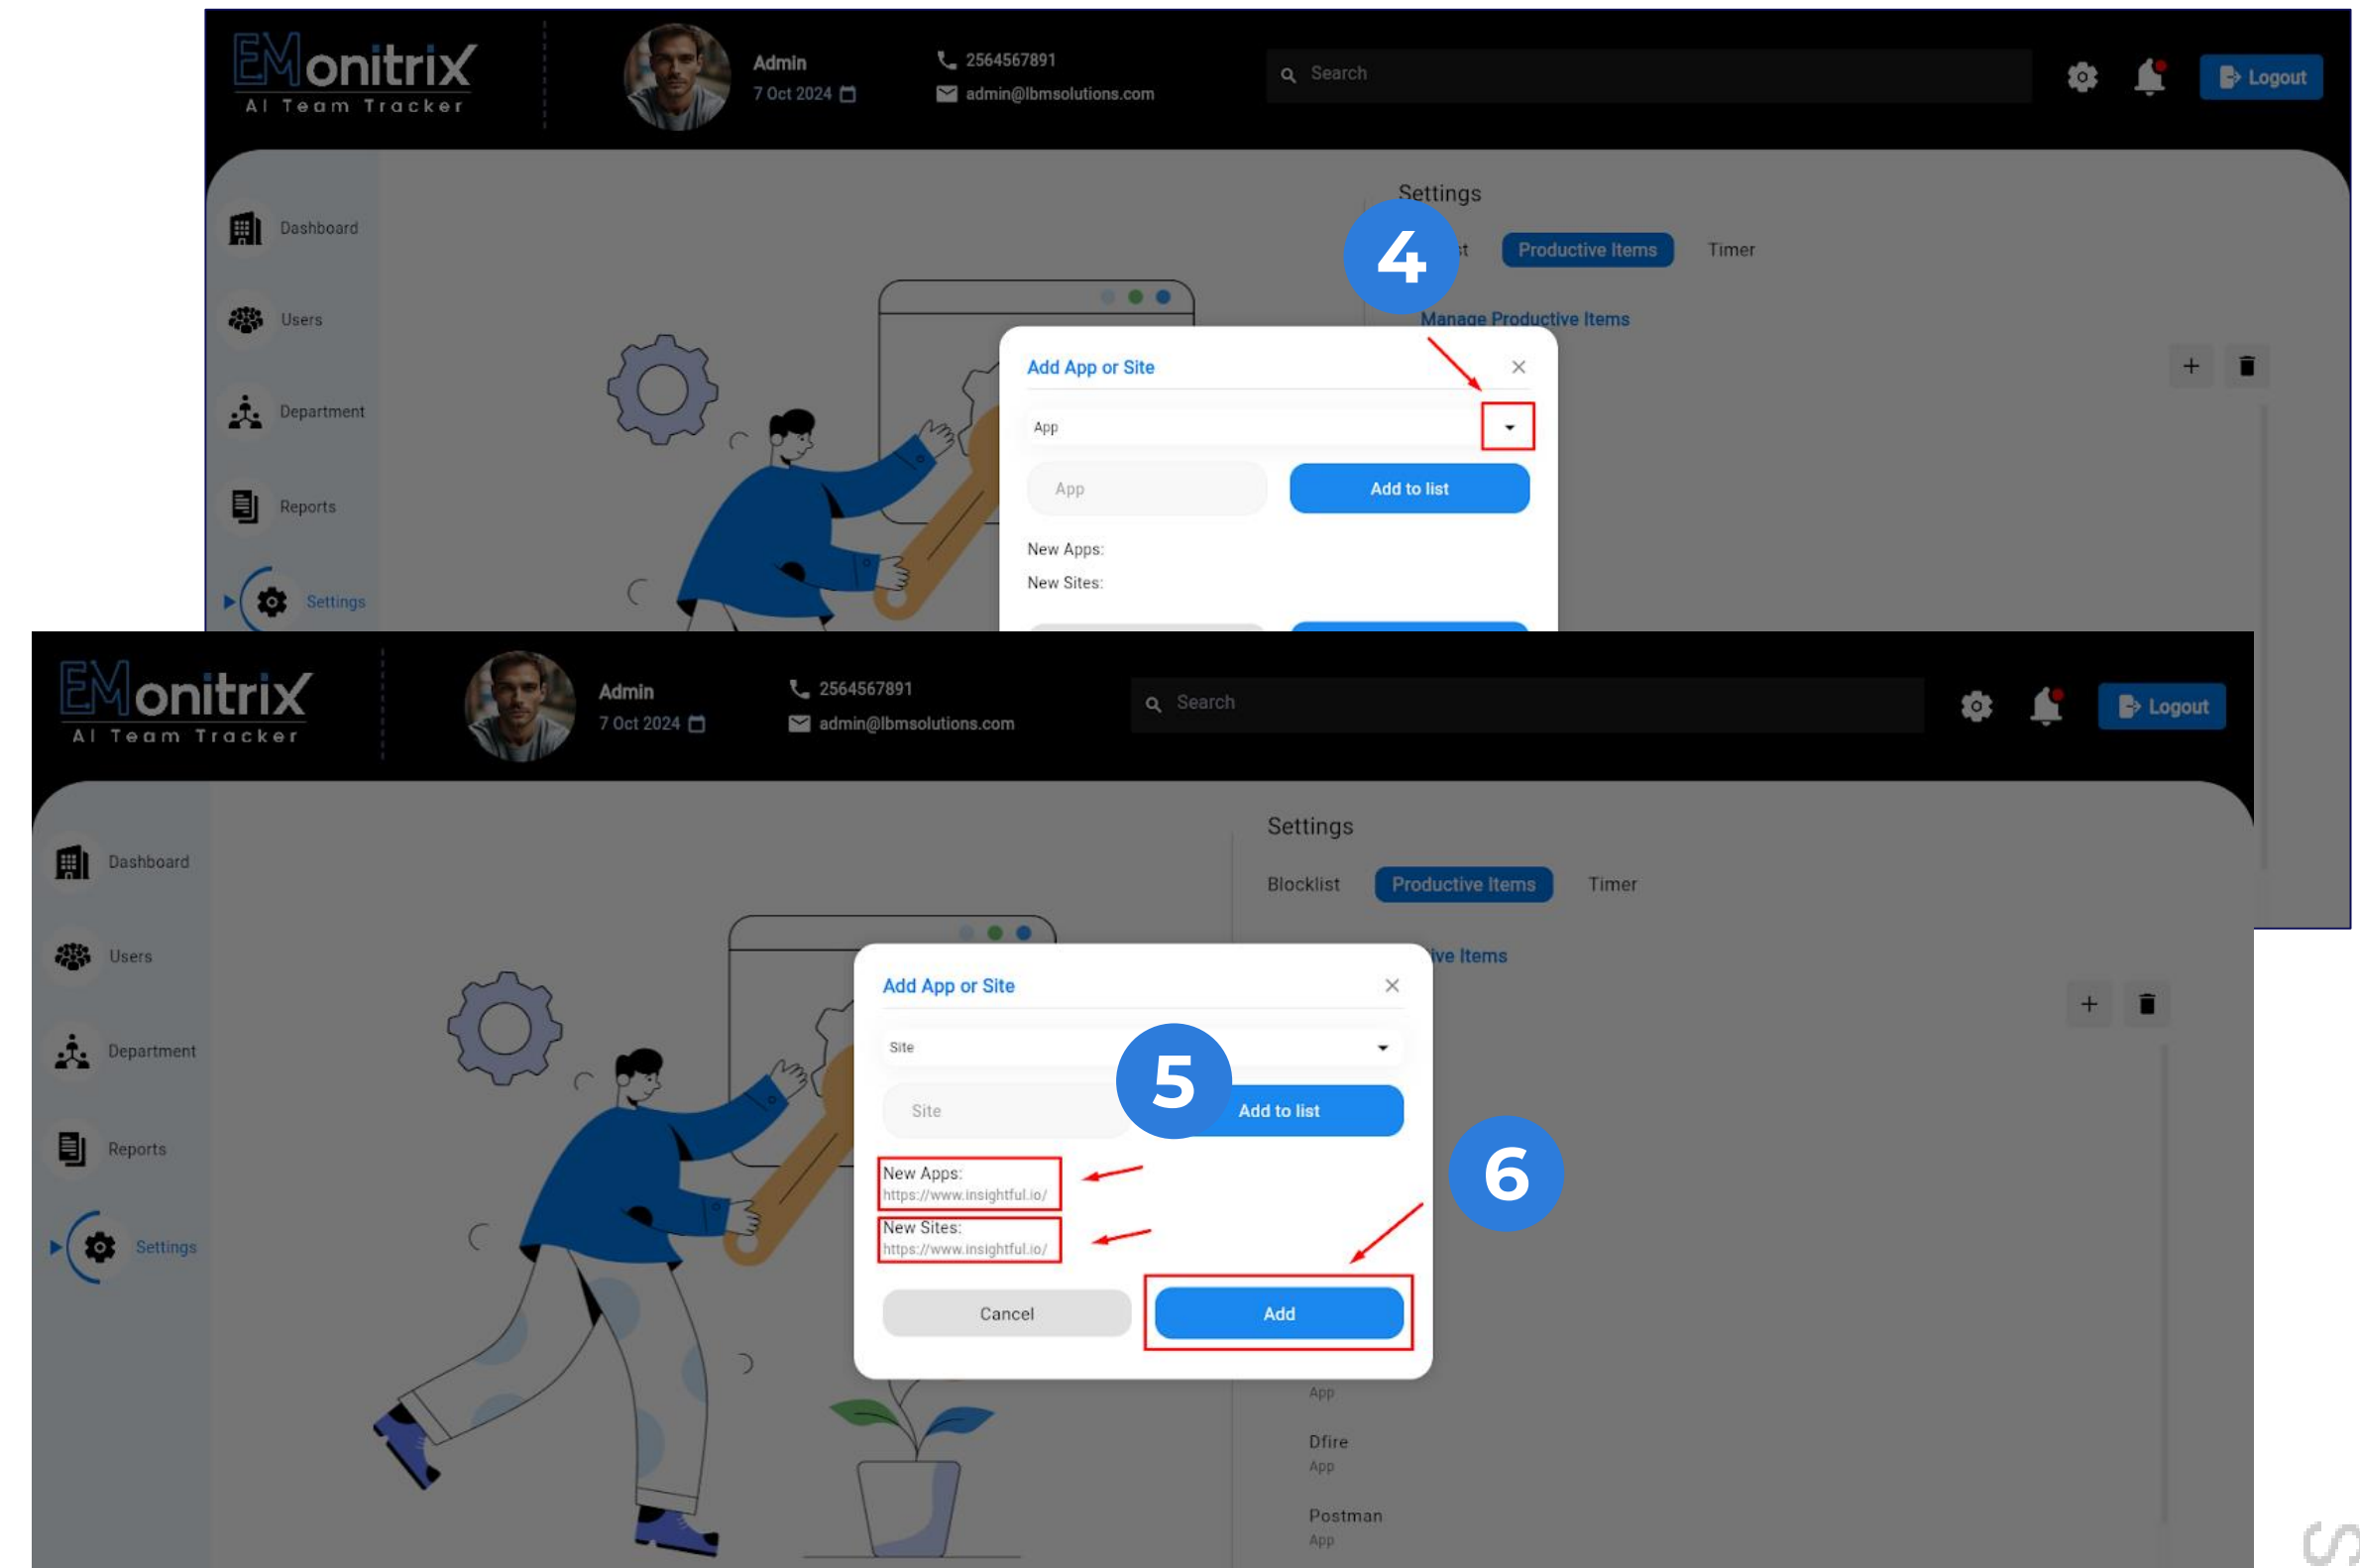 EMonitrix
AI Team Tracker
Admin
7 Oct 2024
2564567891
admin@lbmsolutions.com
Search
Logout
Dashboard
Users
Department
Reports
Settings
Settings
4
Productive Items
Timer
Manage Productive Items
Add App or Site
App
App
Add to list
New Apps:
New Sites:
EMonitrix
AI Team Tracker
Admin
7 Oct 2024
2564567891
admin@lbmsolutions.com
Search
Logout
Dashboard
Users
Department
Reports
Settings
Settings
Blocklist
Productive Items
Timer
ive Items
Add App or Site
Site
5
Site
Add to list
6
New Apps:
https://www.insightful.io/
New Sites:
https://www.insightful.io/
Cancel
Add
App
Dfire
App
Postman
App